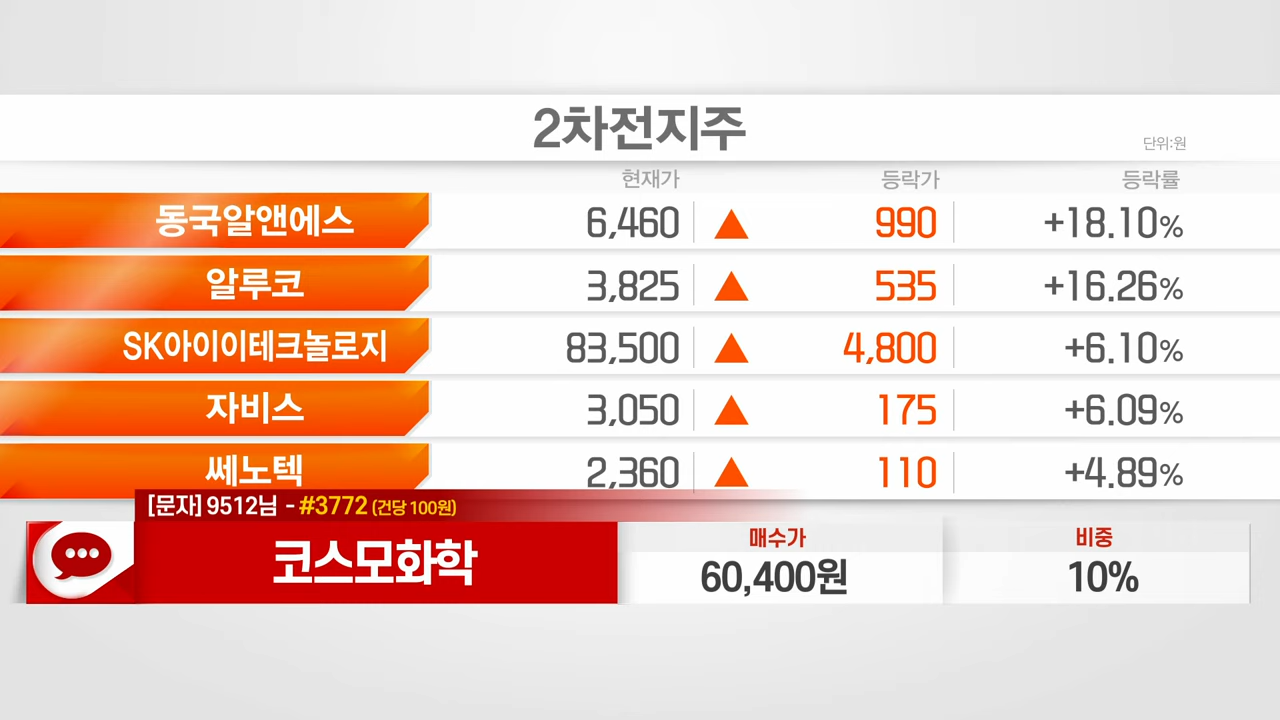 2차전지주
단위:원
현재가 등락가 등락률
동국알앤에스 6,460 ▲ 990 +18.10%
알루코 3,825 ▲ 535 +16.26%
SK아이이테크놀로지 83,500 ▲ 4,800 +6.10%
자비스 3,050 ▲ 175 +6.09%
쎄노텍 2,360 ▲ 110 +4.89%
[문자] 9512님 - #3772 (건당 100원)
코스모화학
매수가 비중
60,400원 10%